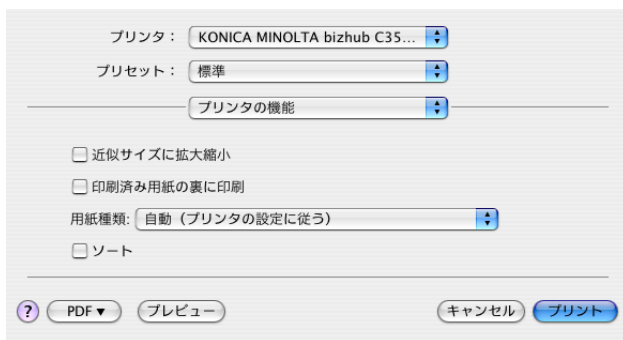 プリンタ： KONICA MINOLTA bizhub C35...
プリセット： 標準
プリンタの機能
近似サイズに拡大縮小
印刷済み用紙の裏に印刷
用紙種類: 自動（プリンタの設定に従う）
ソート
? PDF▼ プレビュー キャンセル プリント